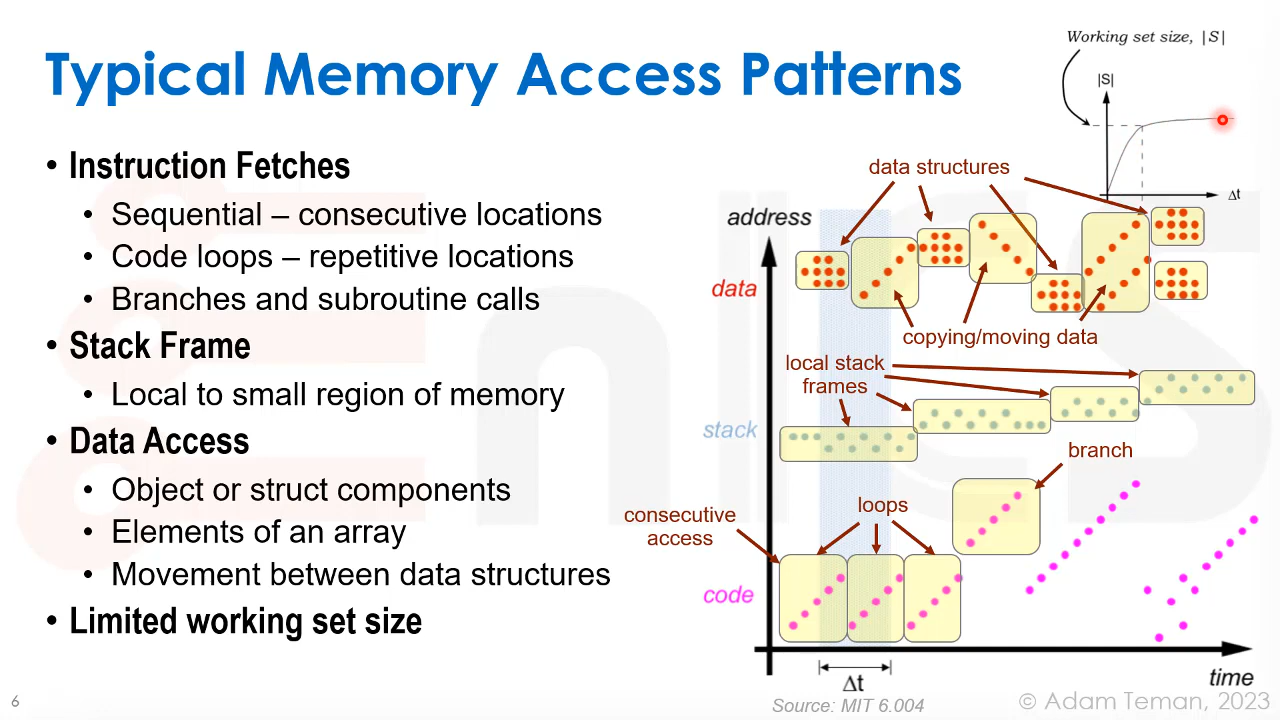 Typical Memory Access Patterns
• Instruction Fetches
• Sequential – consecutive locations
• Code loops – repetitive locations
• Branches and subroutine calls
• Stack Frame
• Local to small region of memory
• Data Access
• Object or struct components
• Elements of an array
• Movement between data structures
• Limited working set size
Working set size, |S|
|S|
Δt
data structures
address
data
copying/moving data
local stack
frames
stack
branch
consecutive
access
loops
code
Δt
time
Source: MIT 6.004
6
© Adam Teman, 2023
EnICS